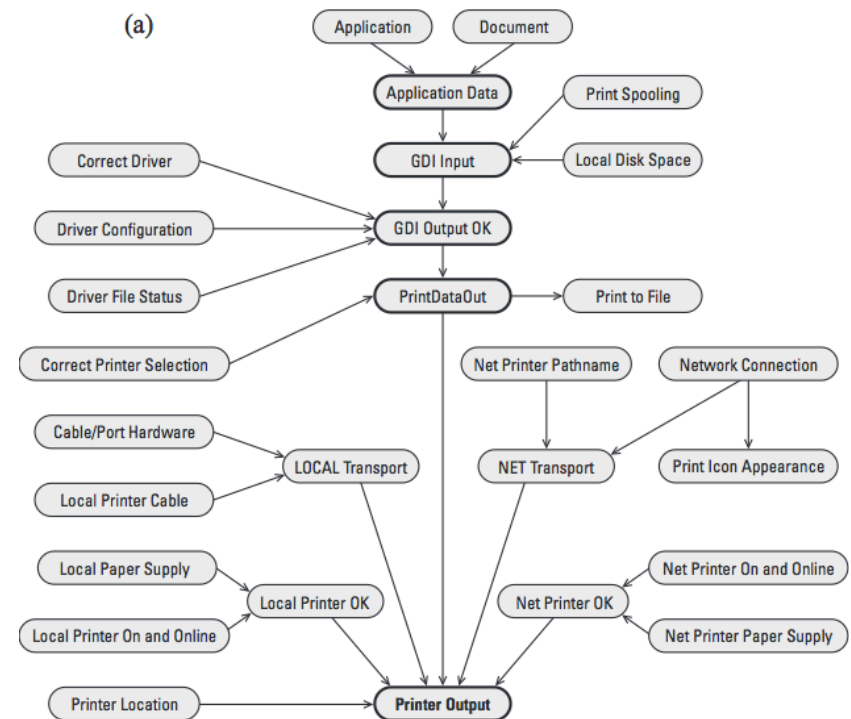 (a)
Application
Document
Application Data
Print Spooling
Correct Driver
GDI Input
Local Disk Space
Driver Configuration
GDI Output OK
Driver File Status
PrintDataOut
Print to File
Correct Printer Selection
Net Printer Pathname
Network Connection
Cable/Port Hardware
LOCAL Transport
NET Transport
Print Icon Appearance
Local Printer Cable
Local Paper Supply
Net Printer On and Online
Local Printer OK
Net Printer OK
Local Printer On and Online
Net Printer Paper Supply
Printer Location
Printer Output